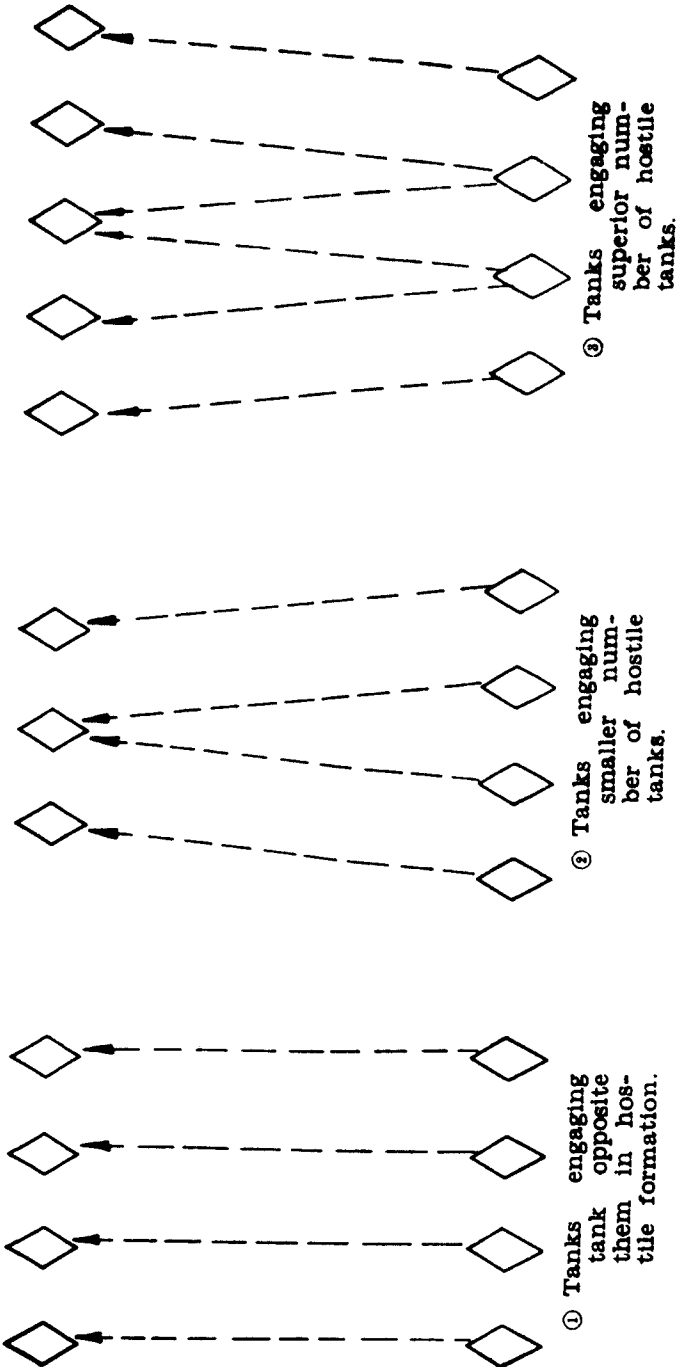 ① Tanks engaging
tank opposite
them in hos-
tile formation.
② Tanks engaging
smaller num-
ber of hostile
tanks.
③ Tanks engaging
superior num-
ber of hostile
tanks.